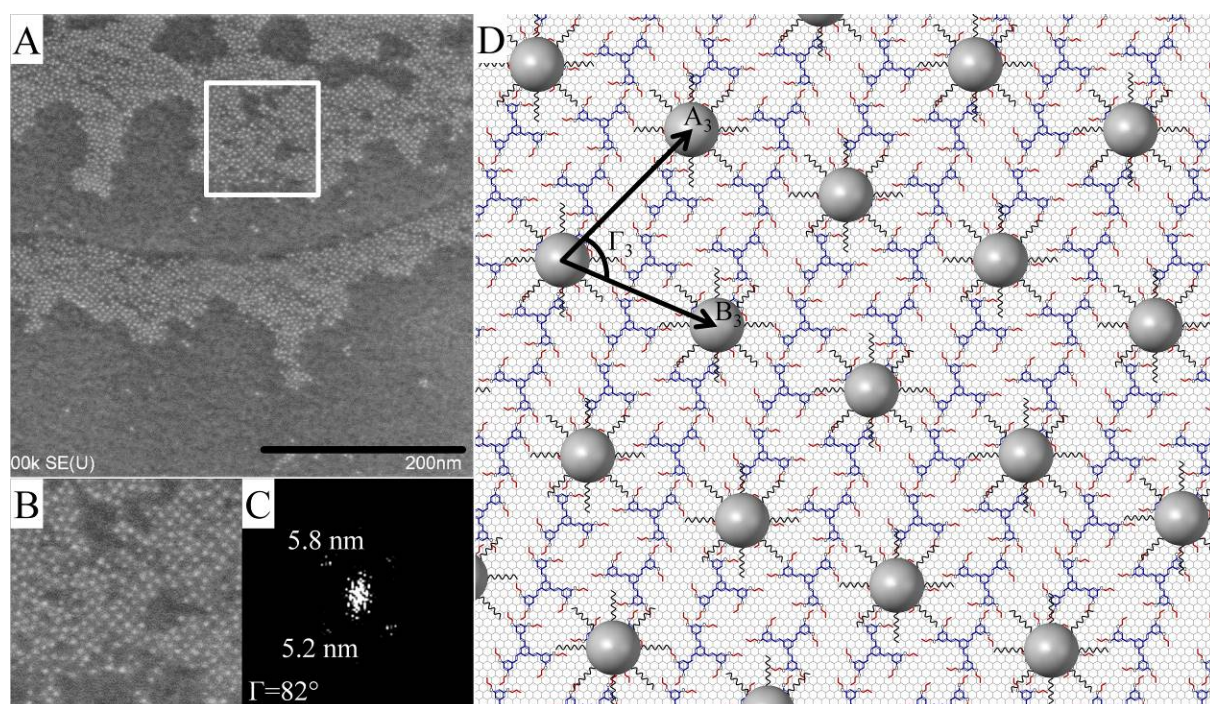 A
00k SE(U)
200nm
B
C
5.8 nm
5.2 nm
Γ=82°
D
A3
Γ3
B3